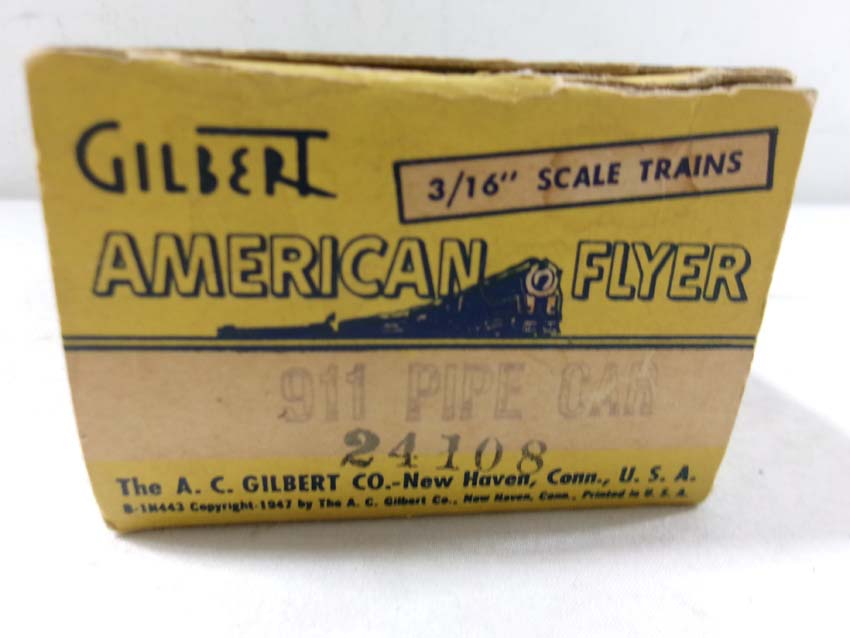 GILBERT
3/16" SCALE TRAINS
AMERICAN FLYER
911 PIPE CAR
24108
The A. C. GILBERT CO.-New Haven, Conn., U. S. A.
B-1N443 Copyright-1947 by The A. C. Gilbert Co., New Haven, Conn., Printed in U. S. A.